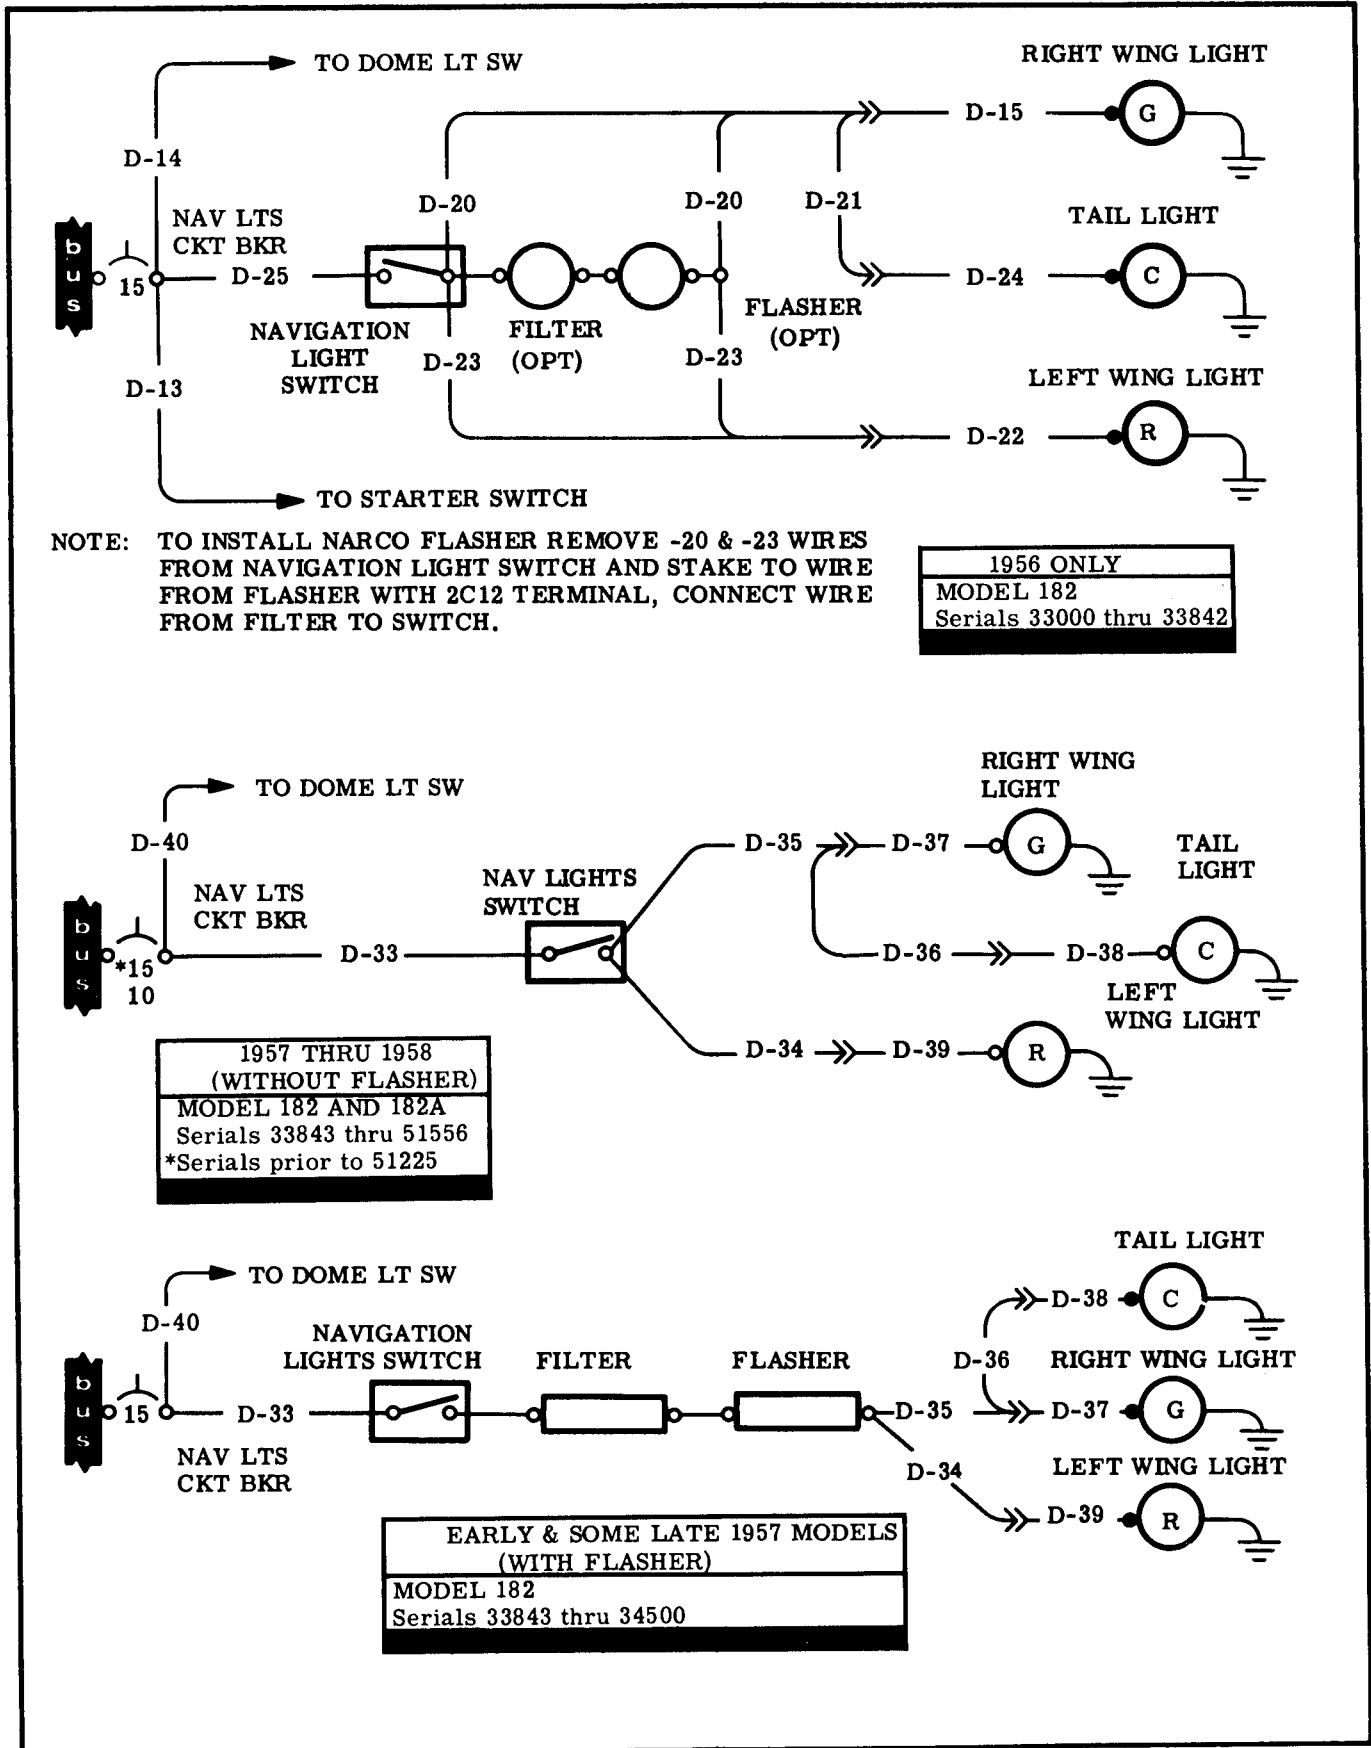 TO DOME LT SW
RIGHT WING LIGHT
D-15
G
D-14
D-20
D-20
D-21
TAIL LIGHT
NAV LTS
CKT BKR
bus
15
D-25
D-24
C
NAVIGATION
LIGHT
SWITCH
FILTER
(OPT)
FLASHER
(OPT)
D-23
D-23
D-13
LEFT WING LIGHT
D-22
R
TO STARTER SWITCH
NOTE: TO INSTALL NARCO FLASHER REMOVE -20 & -23 WIRES
FROM NAVIGATION LIGHT SWITCH AND STAKE TO WIRE
FROM FLASHER WITH 2C12 TERMINAL, CONNECT WIRE
FROM FILTER TO SWITCH.
1956 ONLY
MODEL 182
Serials 33000 thru 33842
TO DOME LT SW
RIGHT WING
LIGHT
D-40
D-35
D-37
G
TAIL
LIGHT
NAV LTS
CKT BKR
NAV LIGHTS
SWITCH
bus
*15
10
D-33
D-36
D-38
C
LEFT
WING LIGHT
D-34
D-39
R
1957 THRU 1958
(WITHOUT FLASHER)
MODEL 182 AND 182A
Serials 33843 thru 51556
*Serials prior to 51225
TAIL LIGHT
TO DOME LT SW
D-38
C
D-40
NAVIGATION
LIGHTS SWITCH
FILTER
FLASHER
D-36
RIGHT WING LIGHT
bus
15
D-33
D-35
D-37
G
NAV LTS
CKT BKR
D-34
LEFT WING LIGHT
D-39
R
EARLY & SOME LATE 1957 MODELS
(WITH FLASHER)
MODEL 182
Serials 33843 thru 34500